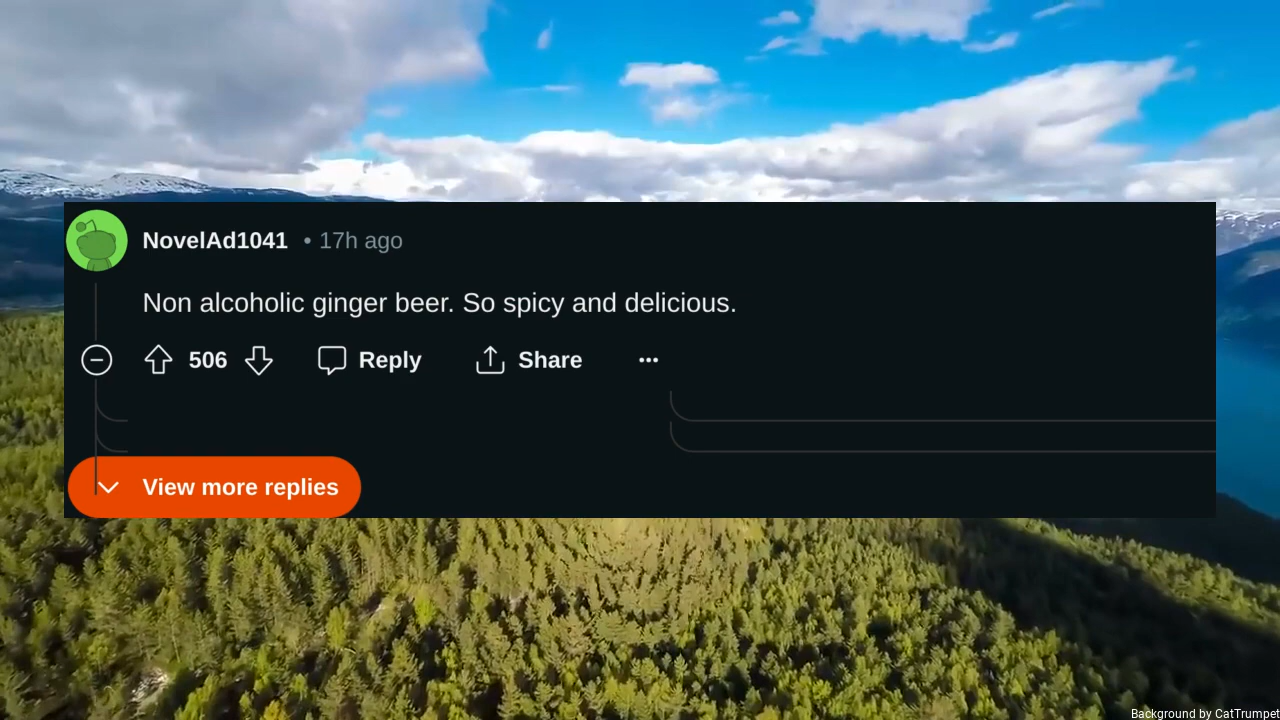 NovelAd1041 • 17h ago
Non alcoholic ginger beer. So spicy and delicious.
506 Reply Share •••
View more replies
Background by CatTrumpet